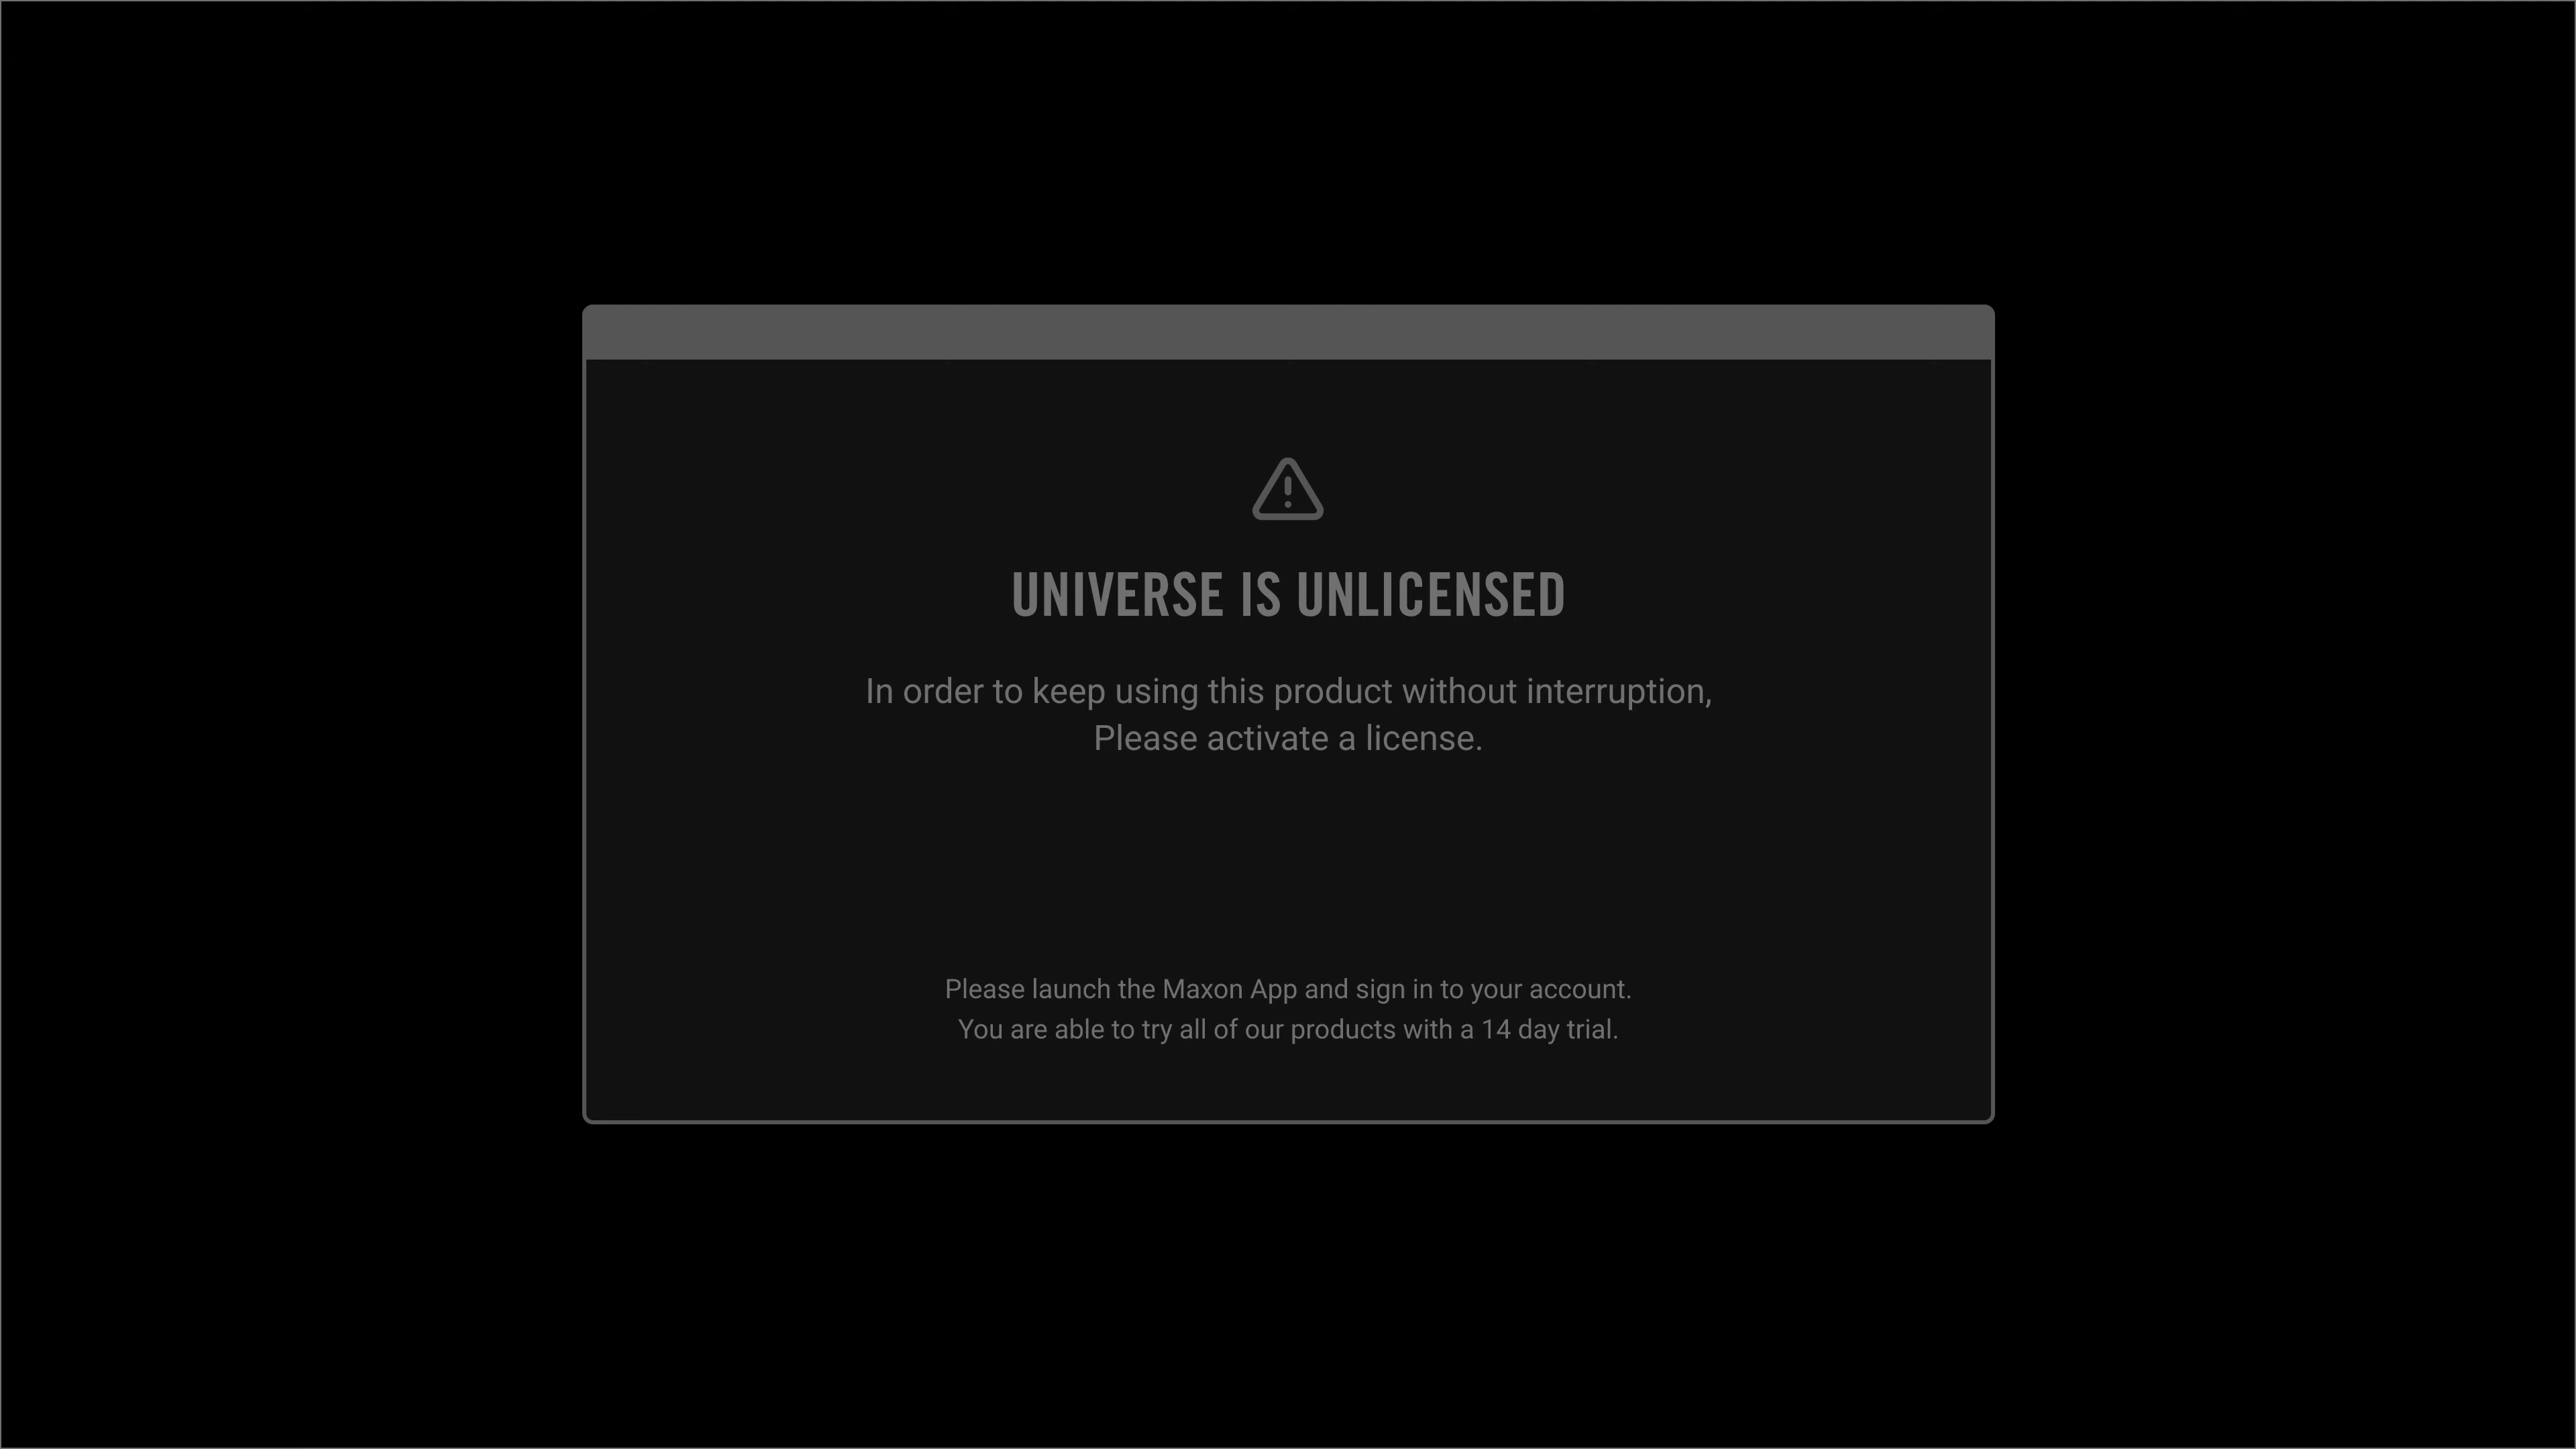 UNIVERSE IS UNLICENSED
In order to keep using this product without interruption,
Please activate a license.
Please launch the Maxon App and sign in to your account.
You are able to try all of our products with a 14 day trial.